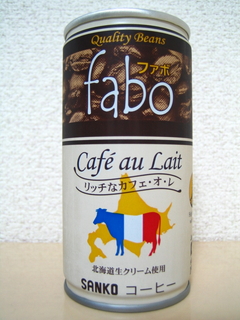 Quality Beans
fabo
ファボ
Café au Lait
リッチなカフェ・オ・レ
北海道生クリーム使用
SANKO コーヒー